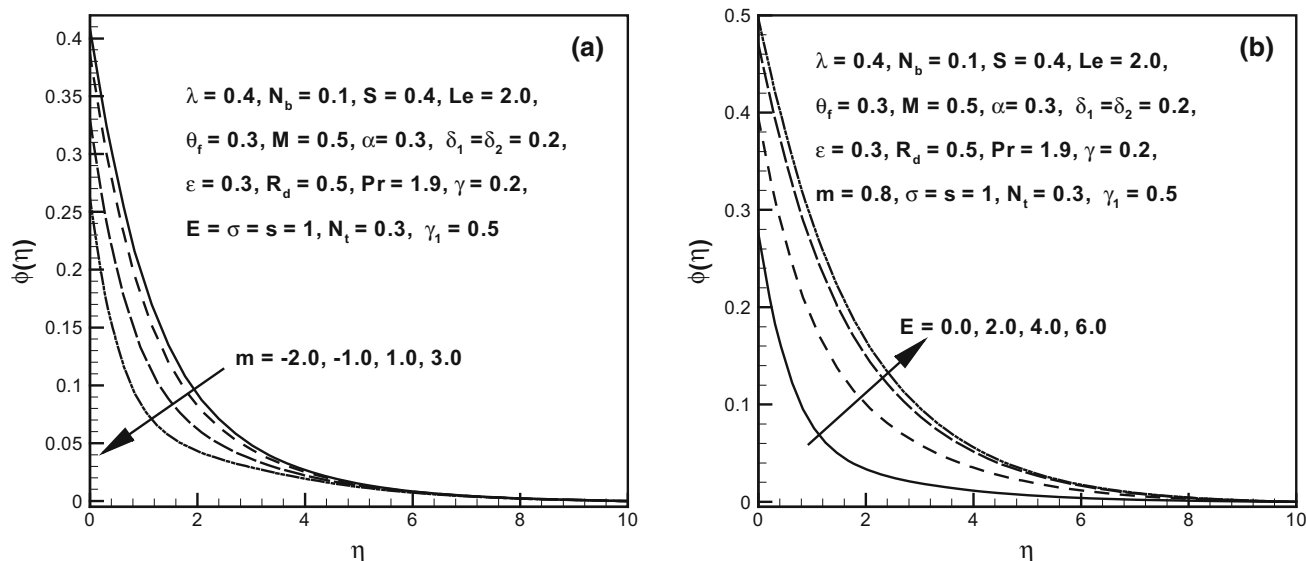 (a)
λ = 0.4, N_b = 0.1, S = 0.4, Le = 2.0,
θ_f = 0.3, M = 0.5, α= 0.3, δ_1 =δ_2 = 0.2,
ε = 0.3, R_d = 0.5, Pr = 1.9, γ = 0.2,
E = σ = s = 1, N_t = 0.3, γ_1 = 0.5
m = -2.0, -1.0, 1.0, 3.0
ϕ(η)
0.4
0.35
0.3
0.25
0.2
0.15
0.1
0.05
0
0 2 4 6 8 10
η
(b)
λ = 0.4, N_b = 0.1, S = 0.4, Le = 2.0,
θ_f = 0.3, M = 0.5, α= 0.3, δ_1 =δ_2 = 0.2,
ε = 0.3, R_d = 0.5, Pr = 1.9, γ = 0.2,
m = 0.8, σ = s = 1, N_t = 0.3, γ_1 = 0.5
E = 0.0, 2.0, 4.0, 6.0
ϕ(η)
0.5
0.4
0.3
0.2
0.1
0
0 2 4 6 8 10
η